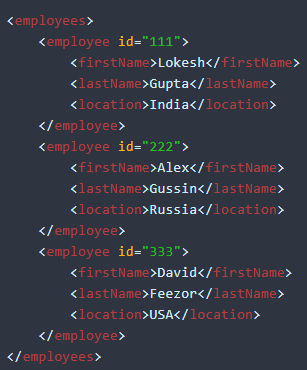 <employees>
    <employee id="111">
        <firstName>Lokesh</firstName>
        <lastName>Gupta</lastName>
        <location>India</location>
    </employee>
    <employee id="222">
        <firstName>Alex</firstName>
        <lastName>Gussin</lastName>
        <location>Russia</location>
    </employee>
    <employee id="333">
        <firstName>David</firstName>
        <lastName>Feezor</lastName>
        <location>USA</location>
    </employee>
</employees>